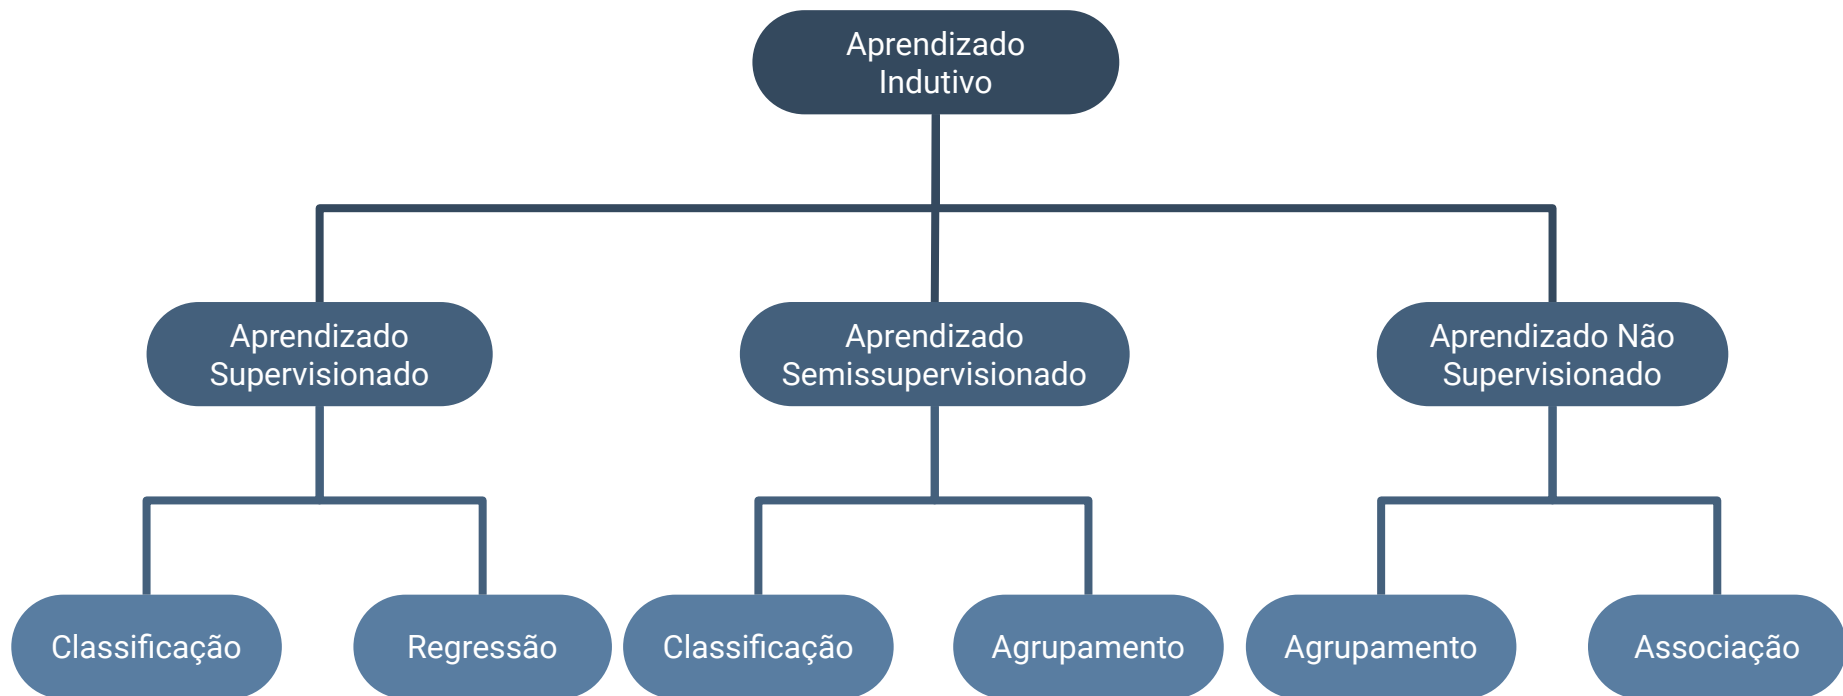 Aprendizado
Indutivo
Aprendizado
Supervisionado
Aprendizado
Semissupervisionado
Aprendizado Não
Supervisionado
Classificação
Regressão
Classificação
Agrupamento
Agrupamento
Associação